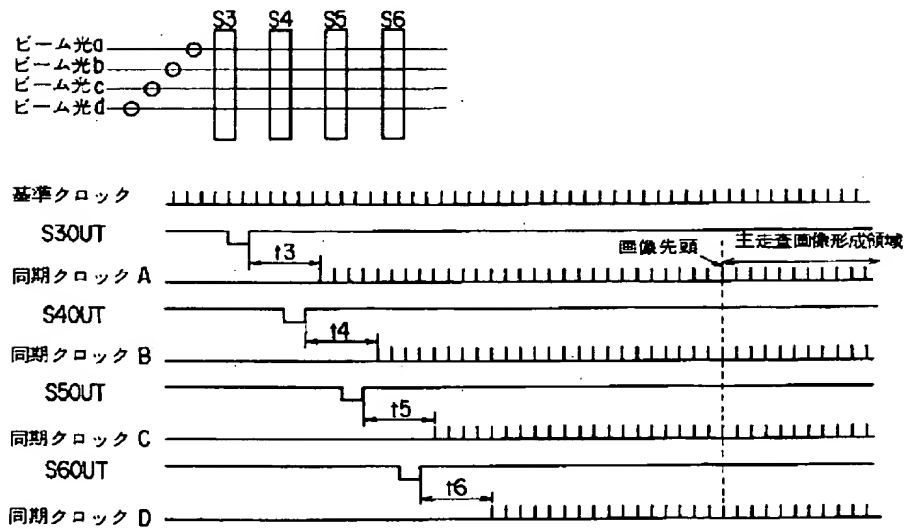 S3 S4 S5 S6
ビーム光a
ビーム光b
ビーム光c
ビーム光d
基準クロック
S3OUT
t3
画像先頭
主走査画像形成領域
同期クロック A
S4OUT
t4
同期クロック B
S5OUT
t5
同期クロック C
S6OUT
t6
同期クロック D